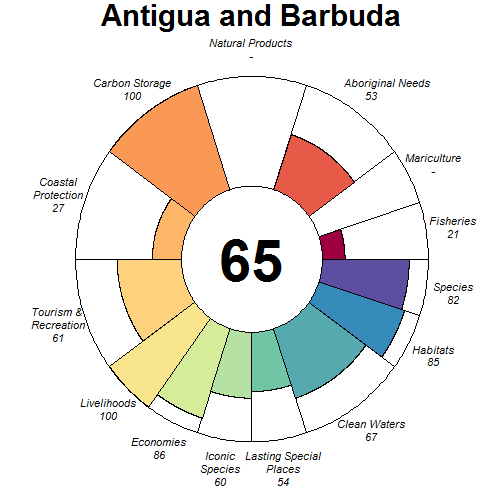 Antigua and Barbuda
Natural Products
-
Carbon Storage
100
Aboriginal Needs
53
Mariculture
-
Coastal
Protection
27
Fisheries
21
65
Species
82
Tourism &
Recreation
61
Habitats
85
Livelihoods
100
Clean Waters
67
Economies
86
Iconic
Species
60
Lasting Special
Places
54